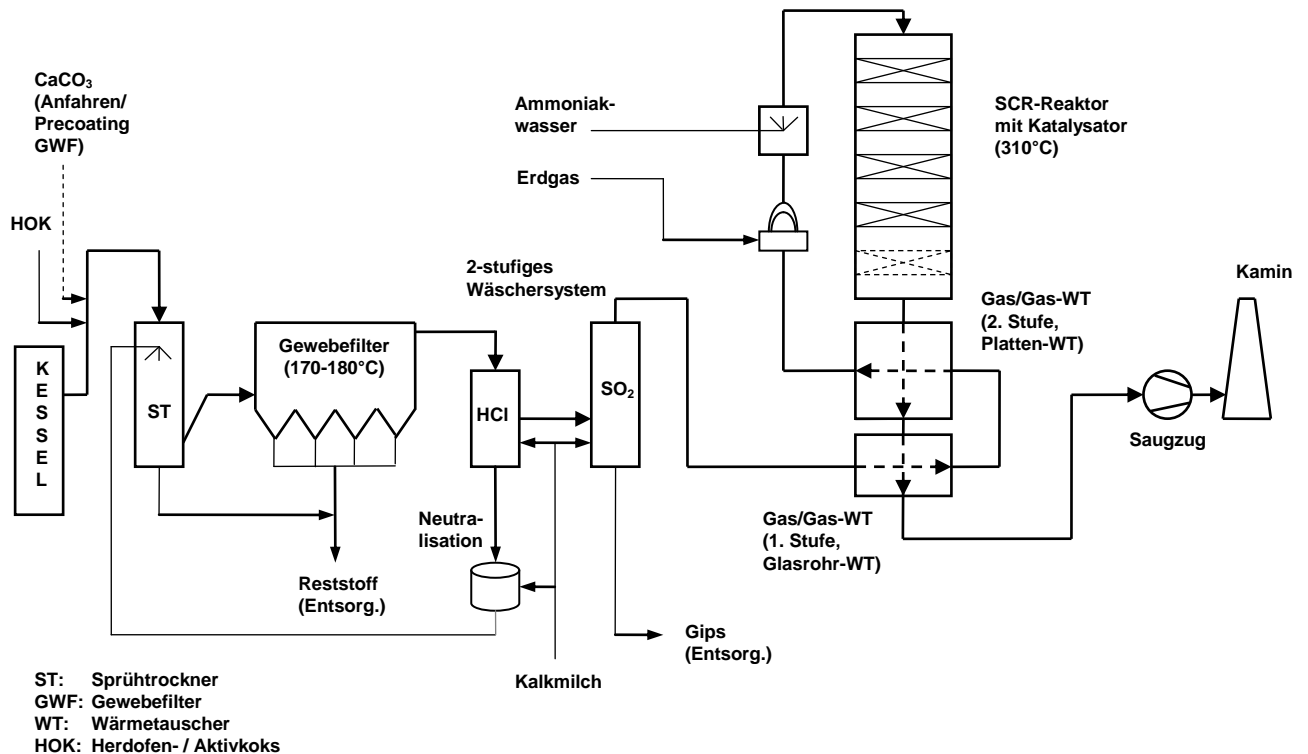 CaCO₃
(Anfahren/
Precoating
GWF)
HOK
KESSEL
ST
Gewebefilter
(170-180°C)
2-stufiges
Wäschersystem
HCl
SO₂
Neutra-
lisation
Reststoff
(Entsorg.)
Kalkmilch
Gips
(Entsorg.)
Ammoniak-
wasser
Erdgas
SCR-Reaktor
mit Katalysator
(310°C)
Gas/Gas-WT
(2. Stufe,
Platten-WT)
Gas/Gas-WT
(1. Stufe,
Glasrohr-WT)
Saugzug
Kamin
ST: Sprühtrockner
GWF: Gewebefilter
WT: Wärmetauscher
HOK: Herdofen- / Aktivkoks